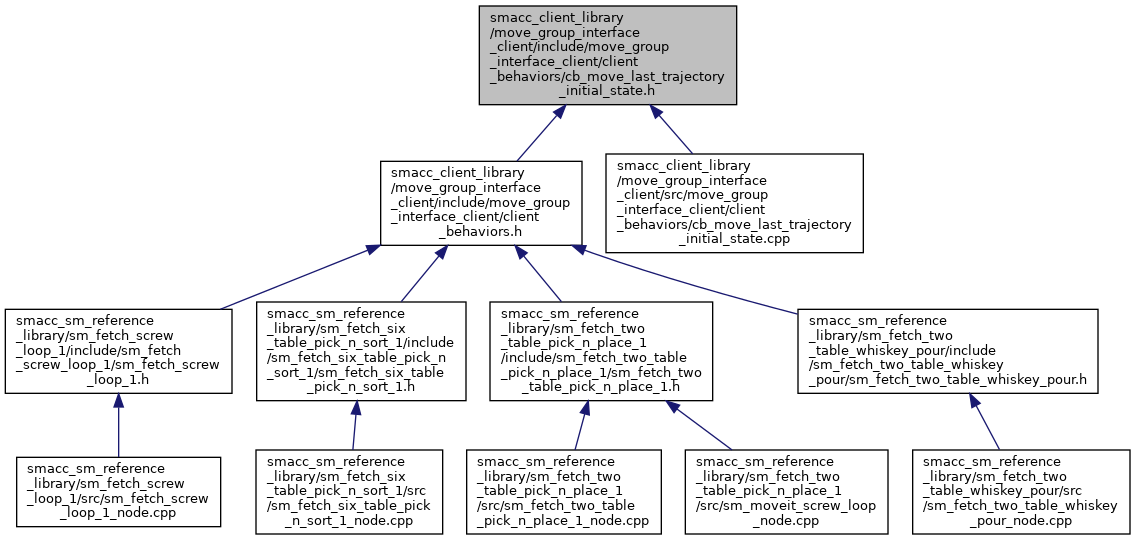 smacc_client_library
/move_group_interface
_client/include/move_group
_interface_client/client
_behaviors/cb_move_last_trajectory
_initial_state.h
smacc_client_library
/move_group_interface
_client/include/move_group
_interface_client/client
_behaviors.h
smacc_client_library
/move_group_interface
_client/src/move_group
_interface_client/client
_behaviors/cb_move_last_trajectory
_initial_state.cpp
smacc_sm_reference
_library/sm_fetch_screw
_loop_1/include/sm_fetch
_screw_loop_1/sm_fetch_screw
_loop_1.h
smacc_sm_reference
_library/sm_fetch_six
_table_pick_n_sort_1/include
/sm_fetch_six_table_pick_n
_sort_1/sm_fetch_six_table
_pick_n_sort_1.h
smacc_sm_reference
_library/sm_fetch_two
_table_pick_n_place_1
/include/sm_fetch_two_table
_pick_n_place_1/sm_fetch_two
_table_pick_n_place_1.h
smacc_sm_reference
_library/sm_fetch_two
_table_whiskey_pour/include
/sm_fetch_two_table_whiskey
_pour/sm_fetch_two_table_whiskey_pour.h
smacc_sm_reference
_library/sm_fetch_screw
_loop_1/src/sm_fetch_screw
_loop_1_node.cpp
smacc_sm_reference
_library/sm_fetch_six
_table_pick_n_sort_1/src
/sm_fetch_six_table_pick
_n_sort_1_node.cpp
smacc_sm_reference
_library/sm_fetch_two
_table_pick_n_place_1
/src/sm_fetch_two_table
_pick_n_place_1_node.cpp
smacc_sm_reference
_library/sm_fetch_two
_table_pick_n_place_1
/src/sm_moveit_screw_loop
_node.cpp
smacc_sm_reference
_library/sm_fetch_two
_table_whiskey_pour/src
/sm_fetch_two_table_whiskey
_pour_node.cpp